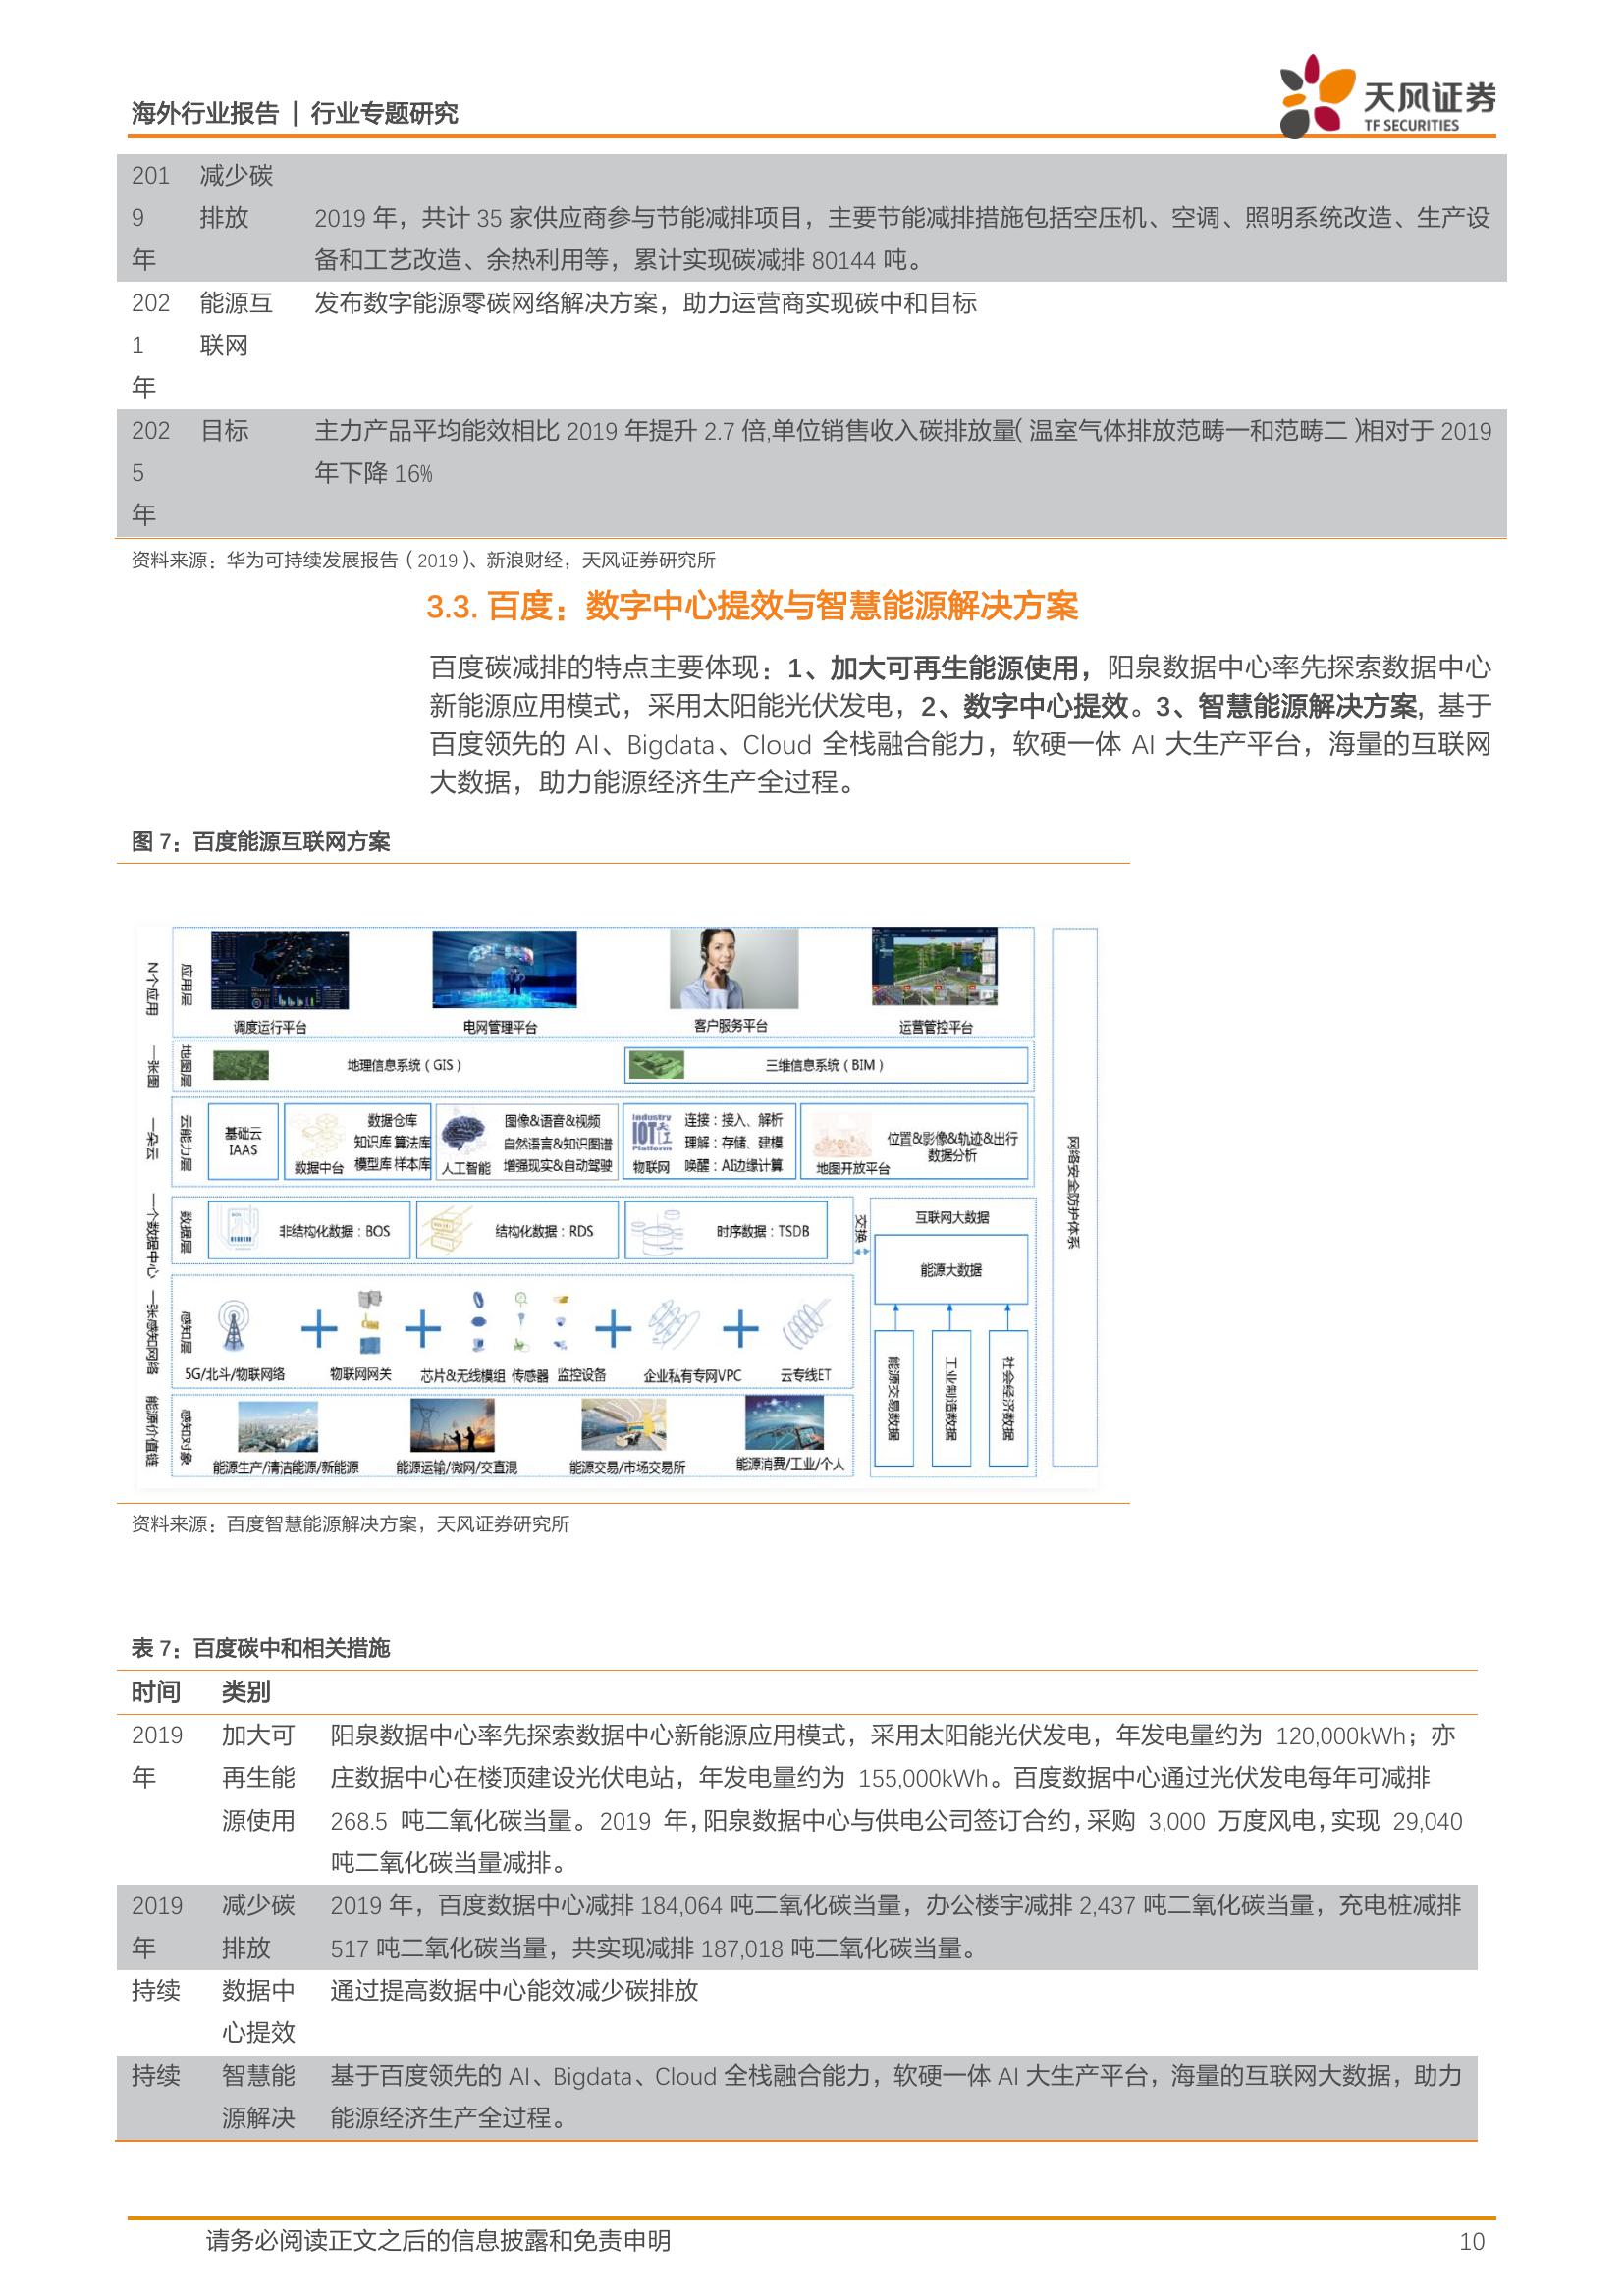 海外行业报告 | 行业专题研究
天风证券
TF SECURITIES
201 减少碳
9 排放 2019 年，共计 35 家供应商参与节能减排项目，主要节能减排措施包括空压机、空调、照明系统改造、生产设
年 备和工艺改造、余热利用等，累计实现碳减排 80144 吨。
202 能源互 发布数字能源零碳网络解决方案，助力运营商实现碳中和目标
1 联网
年
202 目标 主力产品平均能效相比 2019 年提升 2.7 倍,单位销售收入碳排放量( 温室气体排放范畴一和范畴二 )相对于 2019
5 年下降 16%
年
资料来源：华为可持续发展报告（2019）、新浪财经，天风证券研究所
3.3. 百度：数字中心提效与智慧能源解决方案
百度碳减排的特点主要体现：1、加大可再生能源使用，阳泉数据中心率先探索数据中心
新能源应用模式，采用太阳能光伏发电，2、数字中心提效。3、智慧能源解决方案, 基于
百度领先的 AI、Bigdata、Cloud 全栈融合能力，软硬一体 AI 大生产平台，海量的互联网
大数据，助力能源经济生产全过程。
图 7：百度能源互联网方案
N个应用
应用层
调度运行平台 电网管理平台 客户服务平台 运营管控平台
一张图
地图层
地理信息系统（GIS） 三维信息系统（BIM）
一朵云
云能力层
基础云
IAAS
数据仓库
知识库 算法库
数据中台 模型库 样本库
图像&语音&视频
自然语言&知识图谱
人工智能 增强现实&自动驾驶
Industry
IOT
Platform
连接：接入、解析
理解：存储、建模
物联网 唤醒：AI边缘计算
位置&影像&轨迹&出行
数据分析
地图开放平台
一个数据中心
数据层
非结构化数据：BOS 结构化数据：RDS 时序数据：TSDB
交换
互联网大数据
能源大数据
能源交易数据
工业制造数据
社会经济数据
网络安全防护体系
一张感知网络
感知层
5G/北斗/物联网络 物联网网关 芯片&无线模组 传感器 监控设备 企业私有专网VPC 云专线ET
能源价值链
感知对象
能源生产/清洁能源/新能源 能源运输/微网/交直混 能源交易/市场交易所 能源消费/工业/个人
资料来源：百度智慧能源解决方案，天风证券研究所
表 7：百度碳中和相关措施
时间 类别
2019 加大可 阳泉数据中心率先探索数据中心新能源应用模式，采用太阳能光伏发电，年发电量约为 120,000kWh；亦
年 再生能 庄数据中心在楼顶建设光伏电站，年发电量约为 155,000kWh。百度数据中心通过光伏发电每年可减排
源使用 268.5 吨二氧化碳当量。2019 年，阳泉数据中心与供电公司签订合约，采购 3,000 万度风电，实现 29,040
吨二氧化碳当量减排。
2019 减少碳 2019 年，百度数据中心减排 184,064 吨二氧化碳当量，办公楼宇减排 2,437 吨二氧化碳当量，充电桩减排
年 排放 517 吨二氧化碳当量，共实现减排 187,018 吨二氧化碳当量。
持续 数据中 通过提高数据中心能效减少碳排放
心提效
持续 智慧能 基于百度领先的 AI、Bigdata、Cloud 全栈融合能力，软硬一体 AI 大生产平台，海量的互联网大数据，助力
源解决 能源经济生产全过程。
请务必阅读正文之后的信息披露和免责申明 10